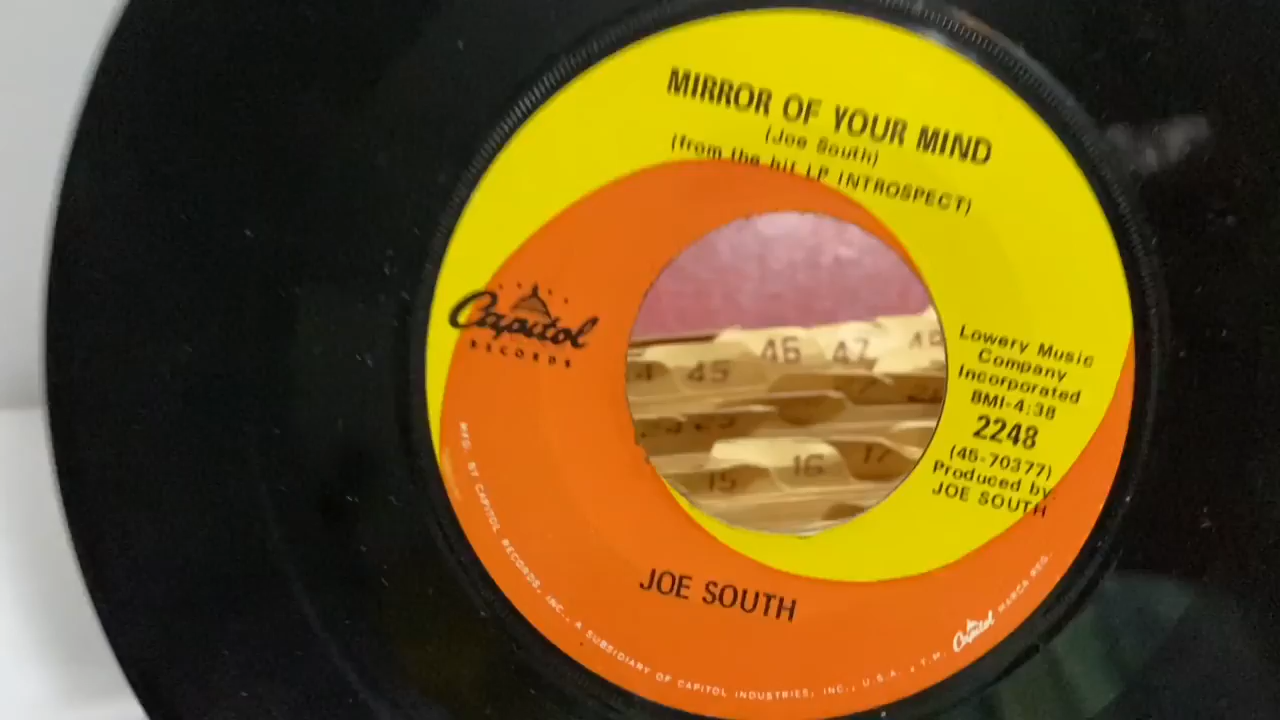 MIRROR OF YOUR MIND
(Joe South)
(from the hit LP INTROSPECT)
Capitol
RECORDS
Lowery Music
Company
Incorporated
BMI-4:38
2248
(45-70377)
Produced by
JOE SOUTH
45 46 47
15 16 17
JOE SOUTH
MFG. BY CAPITOL RECORDS, INC., A SUBSIDIARY OF CAPITOL INDUSTRIES, INC., U.S.A. • T.M. Capitol MARCA REG.